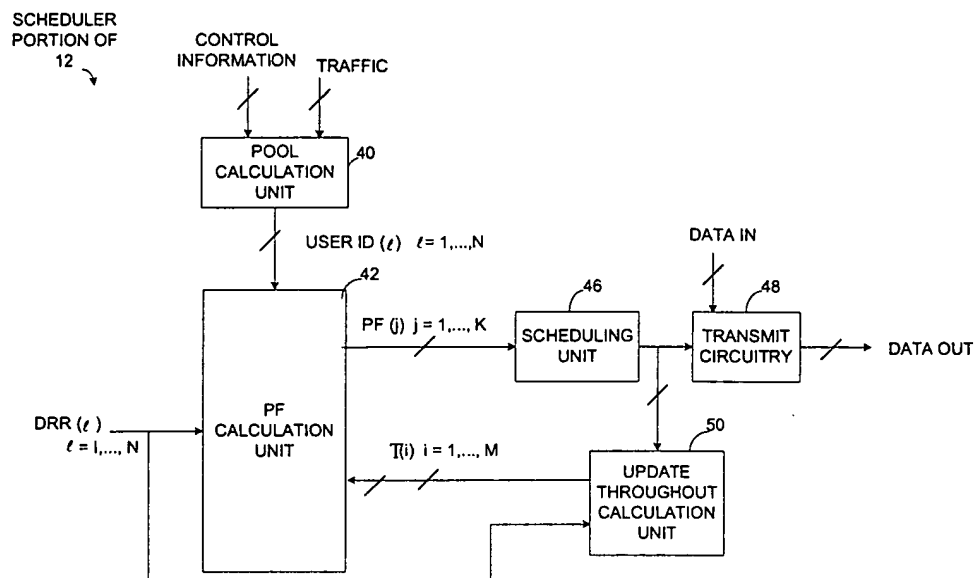 SCHEDULER
PORTION OF
12
CONTROL
INFORMATION
TRAFFIC
POOL
CALCULATION
UNIT
40
USER ID (ℓ) ℓ = 1,...,N
42
PF
CALCULATION
UNIT
DRR (ℓ)
ℓ = i,..., N
PF (j) j = 1,..., K
46
SCHEDULING
UNIT
DATA IN
48
TRANSMIT
CIRCUITRY
DATA OUT
T(i) i = 1,..., M
50
UPDATE
THROUGHOUT
CALCULATION
UNIT